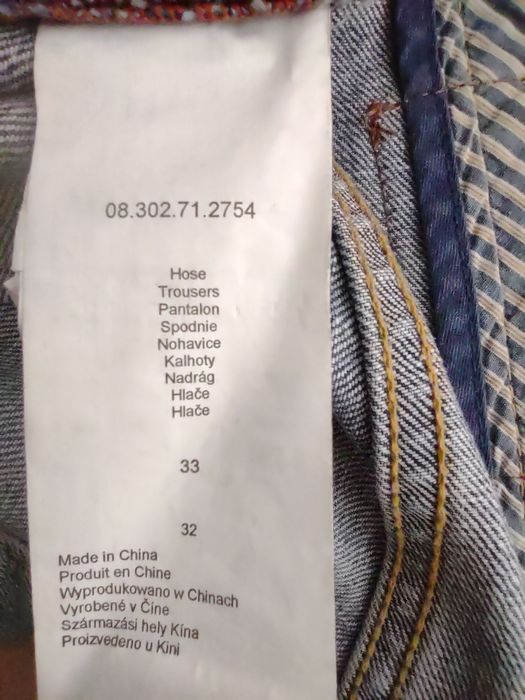 08.302.71.2754
Hose
Trousers
Pantalon
Spodnie
Nohavice
Kalhoty
Nadrág
Hlače
Hlače
33
32
Made in China
Produit en Chine
Wyprodukowano w Chinach
Vyrobené v Číne
Származási hely Kína
Proizvedeno u Kini